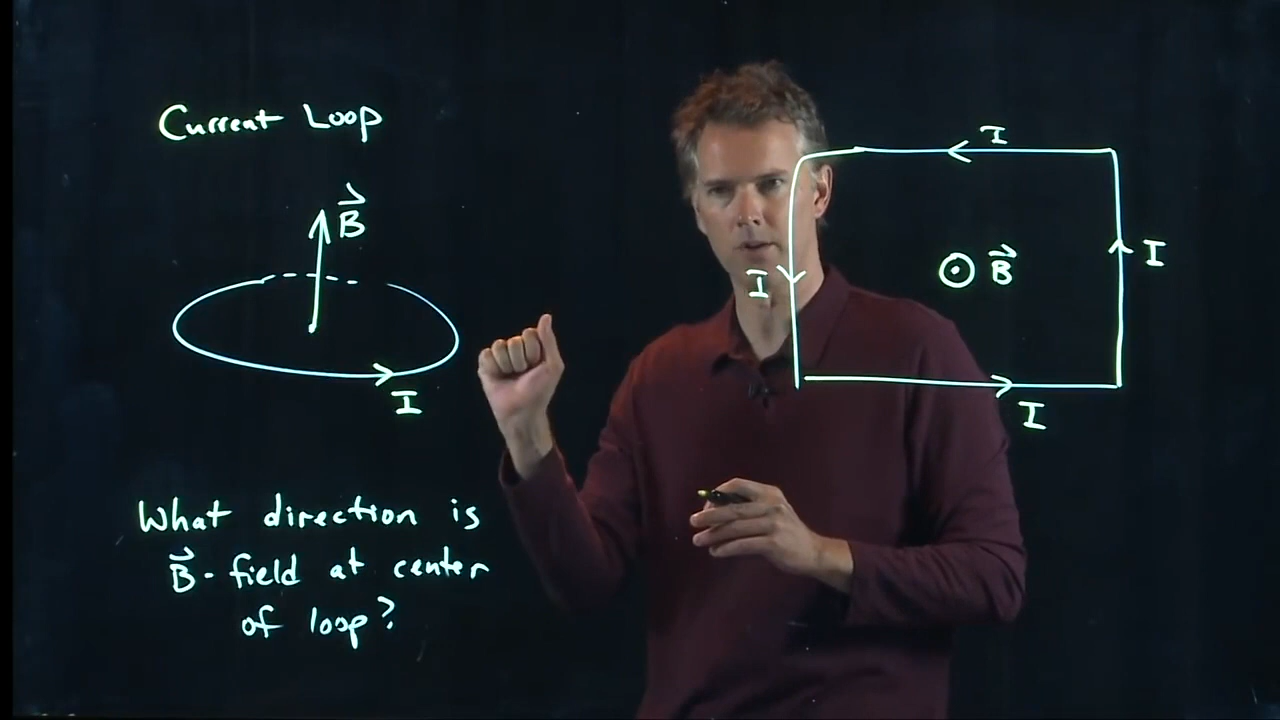 Current Loop
B⃗
I
What direction is
B⃗-field at center
of loop?
I
I
B⃗
I
I